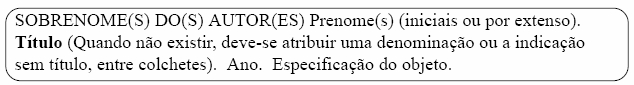 SOBRENOME(S) DO(S) AUTOR(ES) Prenome(s) (iniciais ou por extenso).
Título (Quando não existir, deve-se atribuir uma denominação ou a indicação
sem título, entre colchetes).  Ano.  Especificação do objeto.